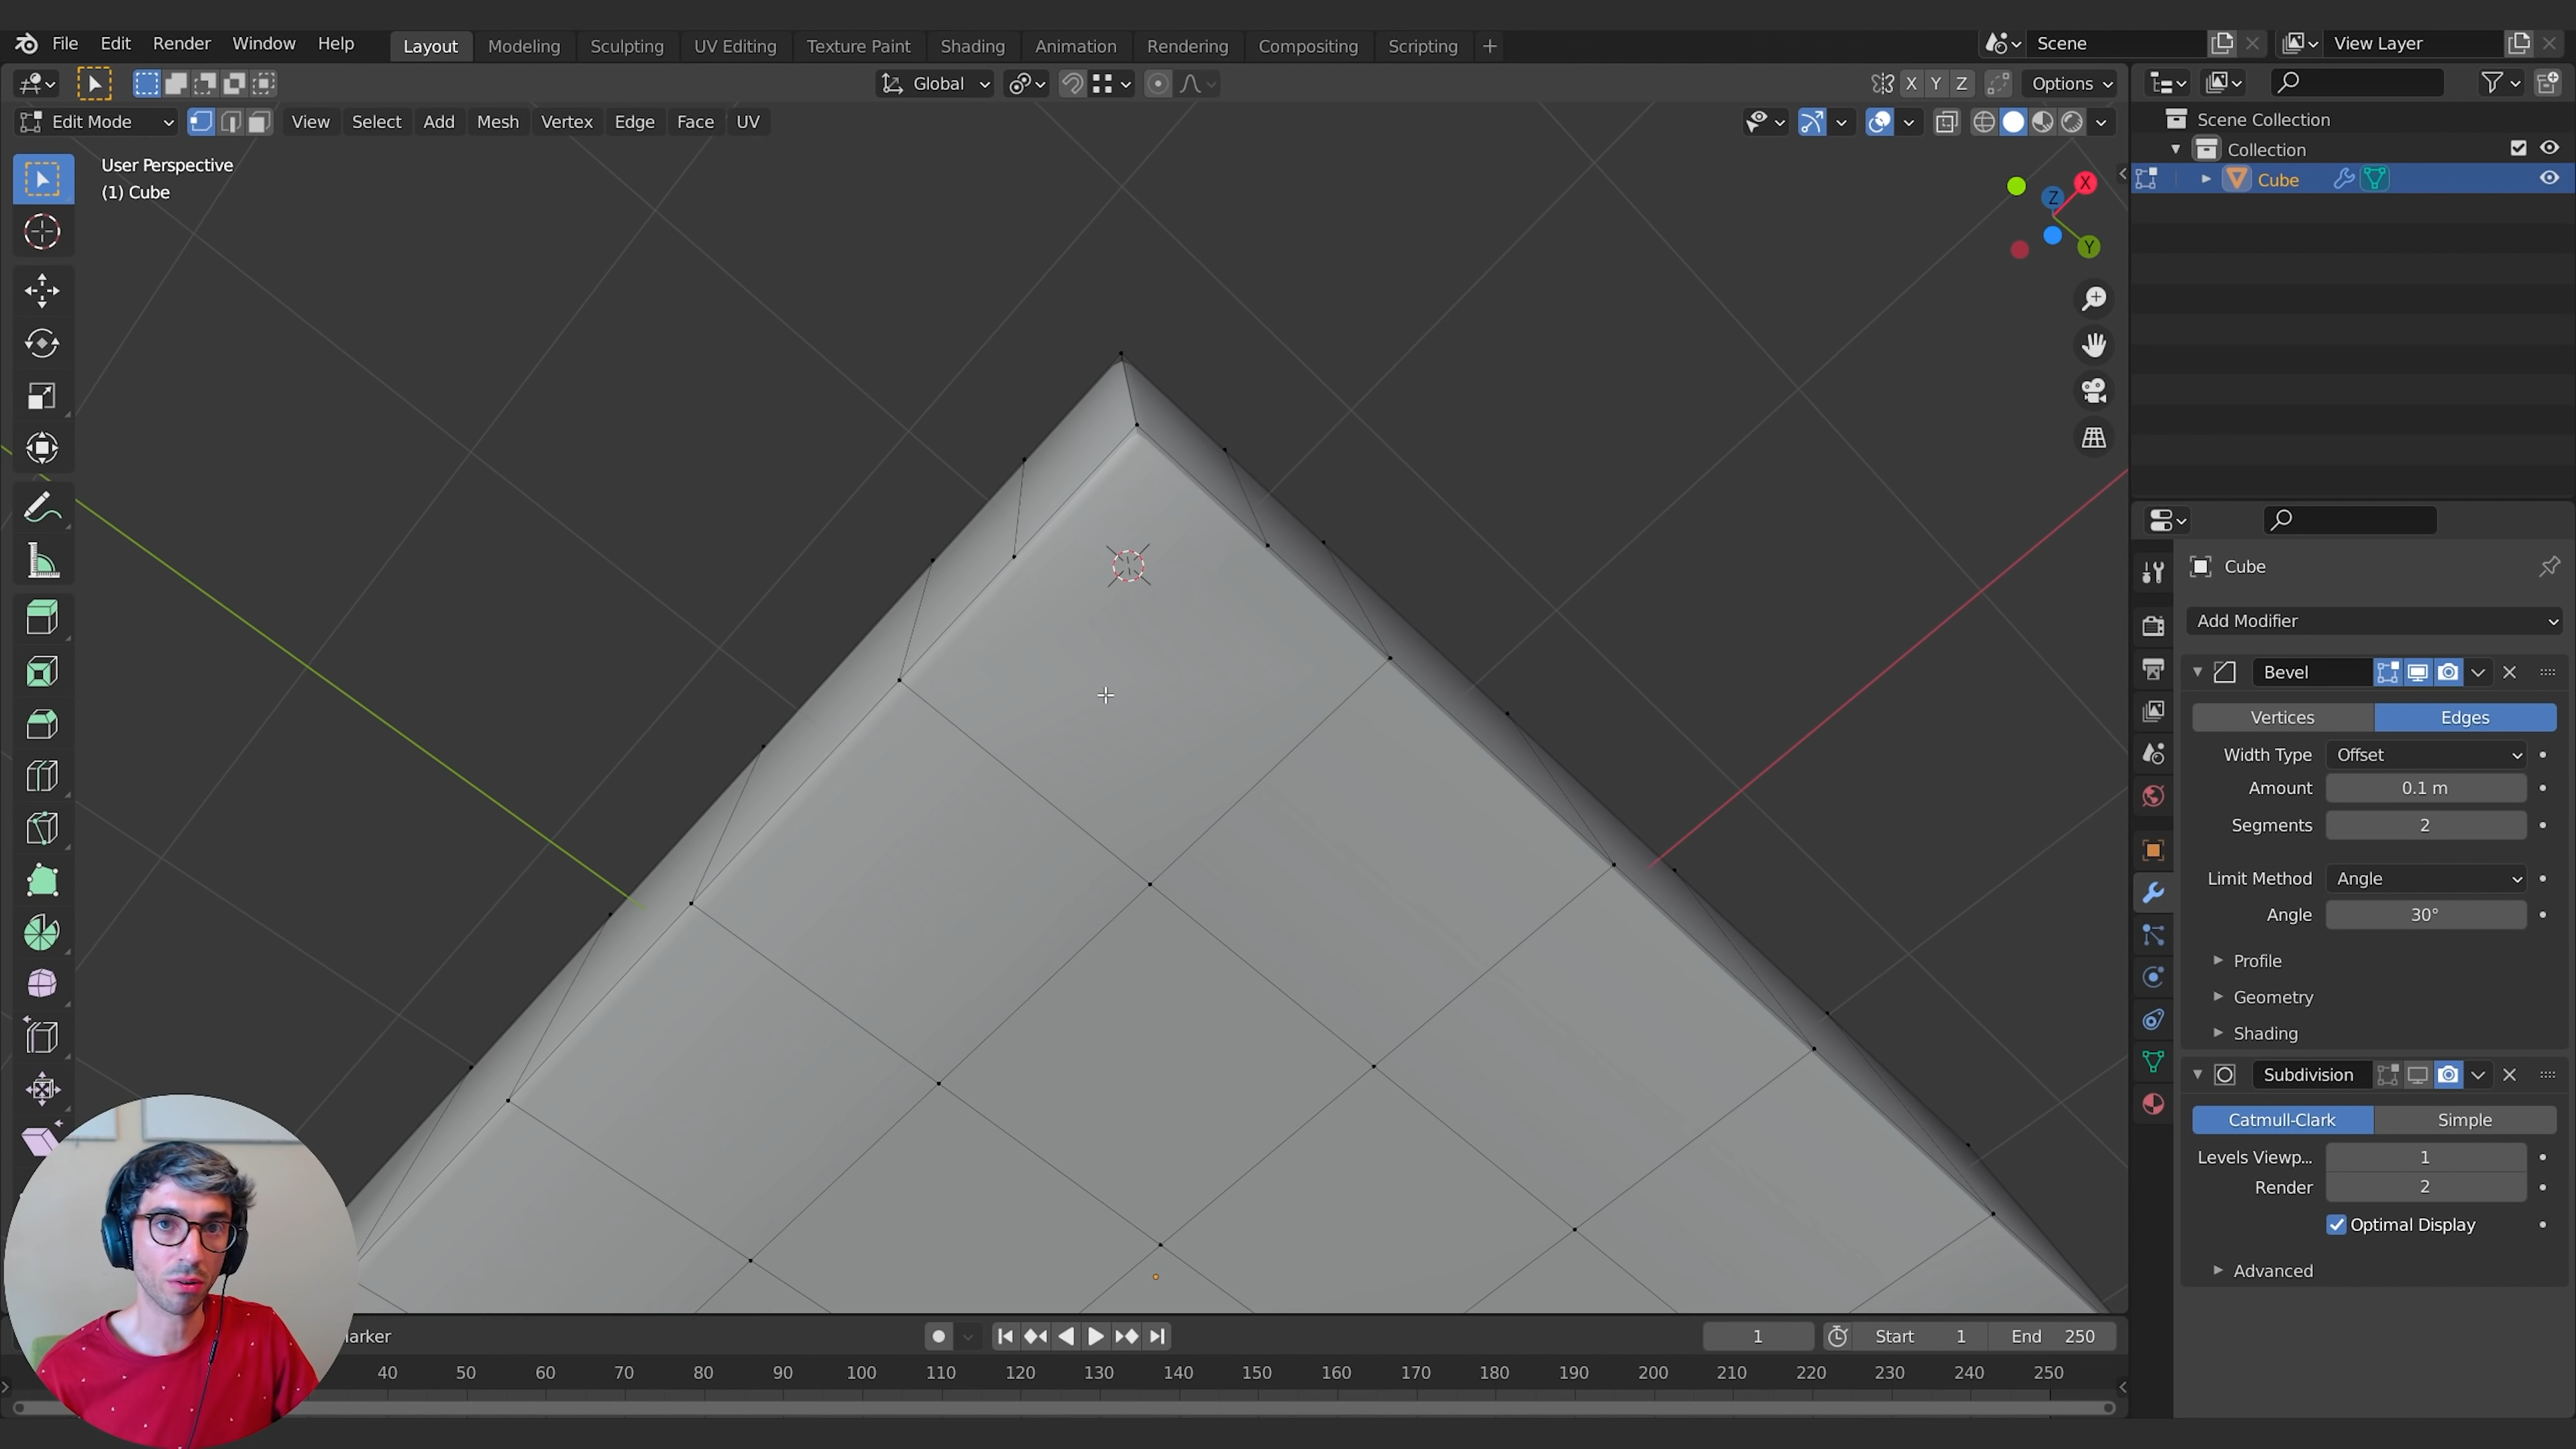 File Edit Render Window Help Layout Modeling Sculpting UV Editing Texture Paint Shading Animation Rendering Compositing Scripting + Scene View Layer
Global X Y Z Options
Edit Mode View Select Add Mesh Vertex Edge Face UV
User Perspective
(1) Cube
X
Z
Y
Scene Collection
Collection
Cube
Cube
Add Modifier
Bevel
Vertices Edges
Width Type Offset
Amount 0.1 m
Segments 2
Limit Method Angle
Angle 30°
Profile
Geometry
Shading
Subdivision
Catmull-Clark Simple
Levels Viewp... 1
Render 2
Optimal Display
Advanced
arker 1 Start 1 End 250
40 50 60 70 80 90 100 110 120 130 140 150 160 170 180 190 200 210 220 230 240 250